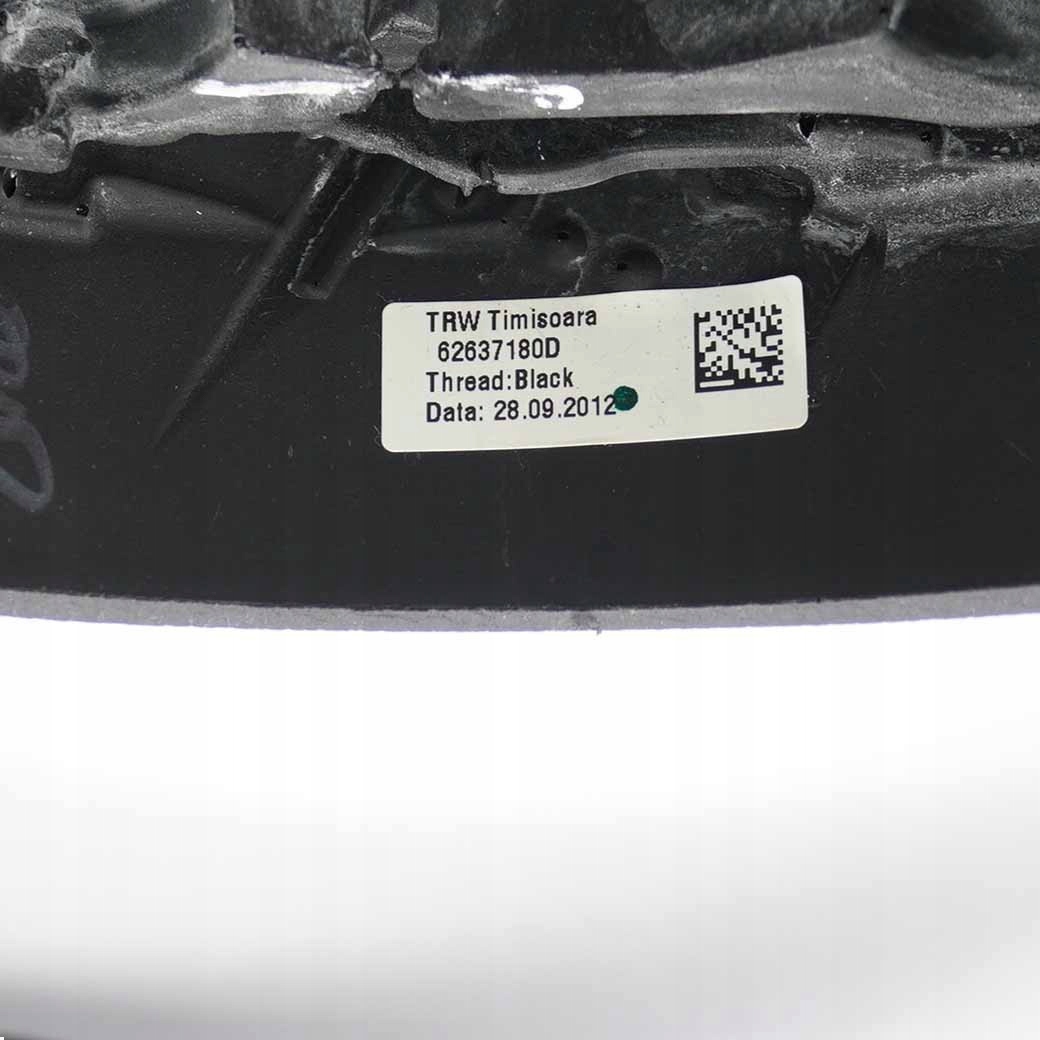 TRW Timisoara
62637180D
Thread:Black
Data: 28.09.2012